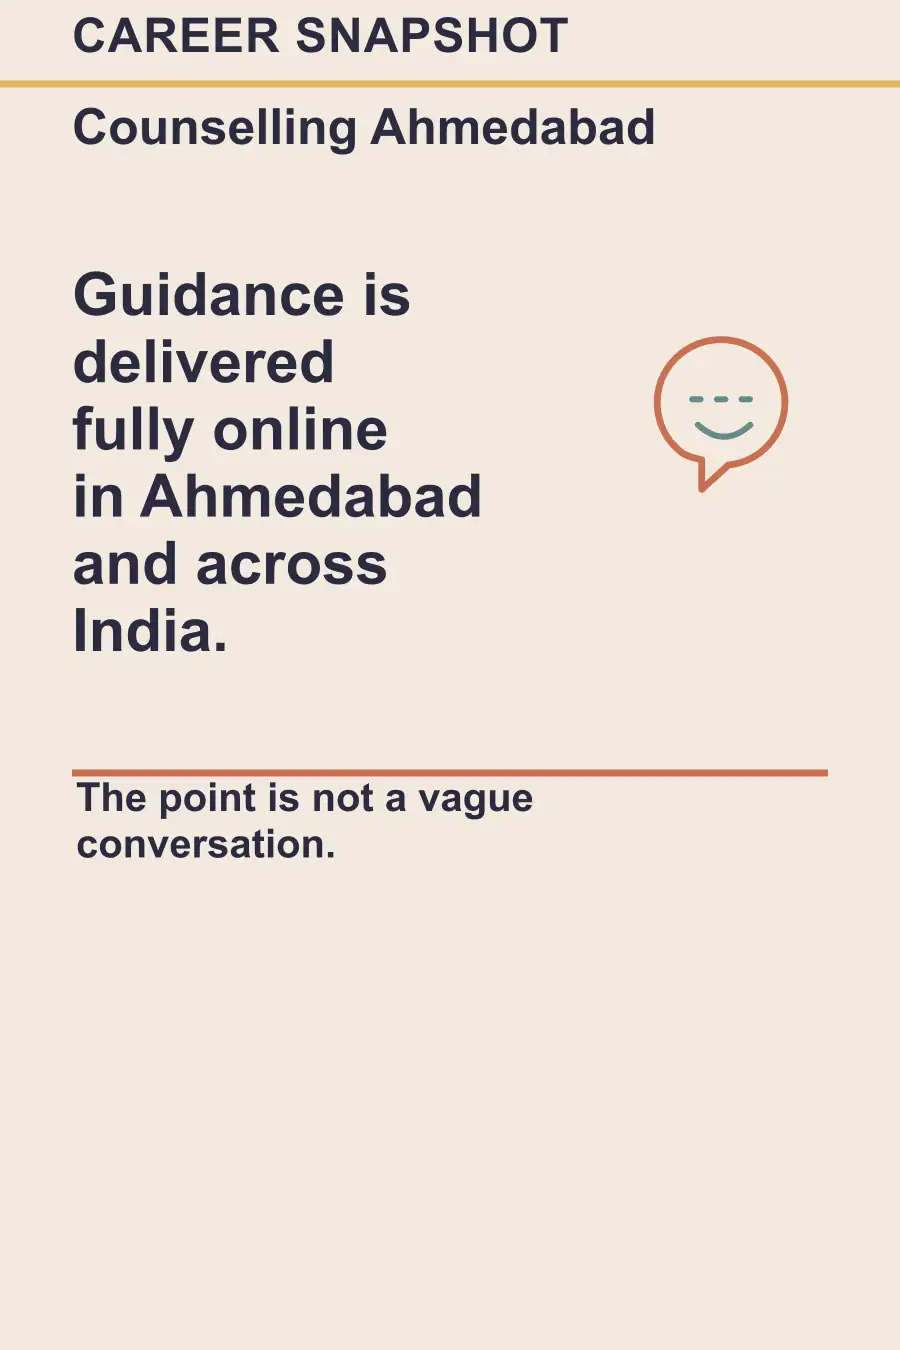 CAREER SNAPSHOT
Counselling Ahmedabad
Guidance is
delivered
fully online
in Ahmedabad
and across
India.
The point is not a vague
conversation.